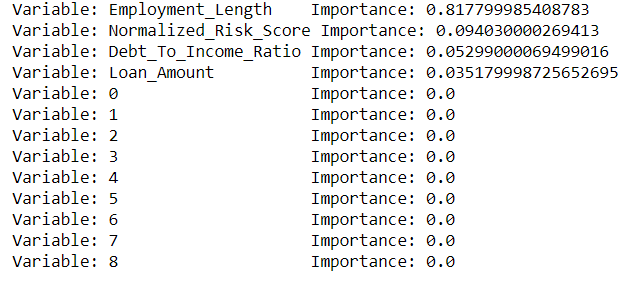 Variable: Employment_Length    Importance: 0.817799985408783
Variable: Normalized_Risk_Score Importance: 0.094030000269413
Variable: Debt_To_Income_Ratio Importance: 0.05299000069499016
Variable: Loan_Amount          Importance: 0.035179998725652695
Variable: 0                    Importance: 0.0
Variable: 1                    Importance: 0.0
Variable: 2                    Importance: 0.0
Variable: 3                    Importance: 0.0
Variable: 4                    Importance: 0.0
Variable: 5                    Importance: 0.0
Variable: 6                    Importance: 0.0
Variable: 7                    Importance: 0.0
Variable: 8                    Importance: 0.0